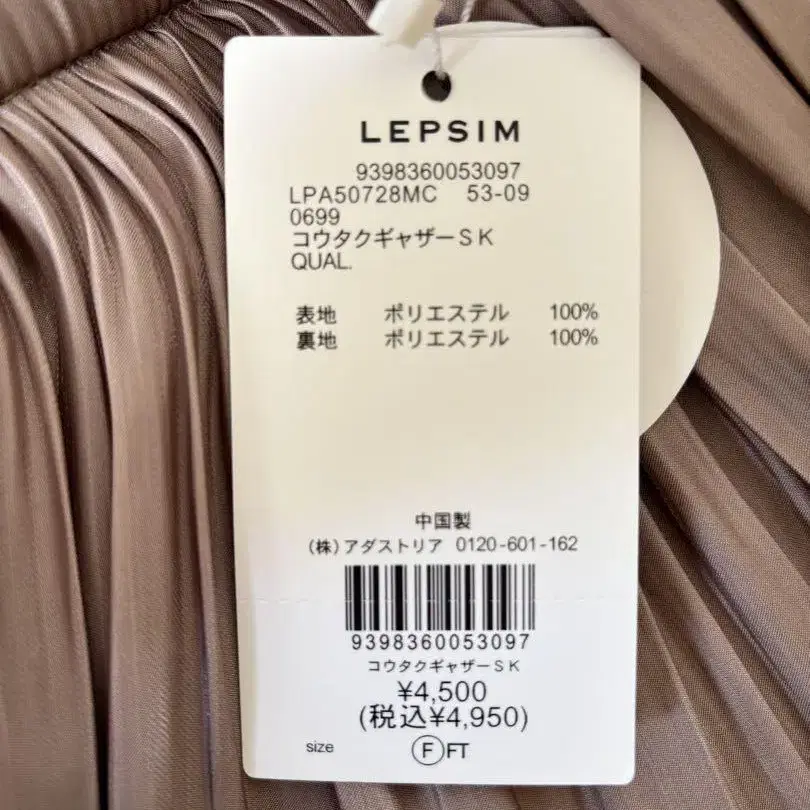 LEPSIM
9398360053097
LPA50728MC 53-09
0699
コウタクギャザーSK
QUAL.
表地 ポリエステル 100%
裏地 ポリエステル 100%
中国製
(株)アダストリア 0120-601-162
9398360053097
コウタクギャザーSK
¥4,500
(税込¥4,950)
size Ⓕ FT